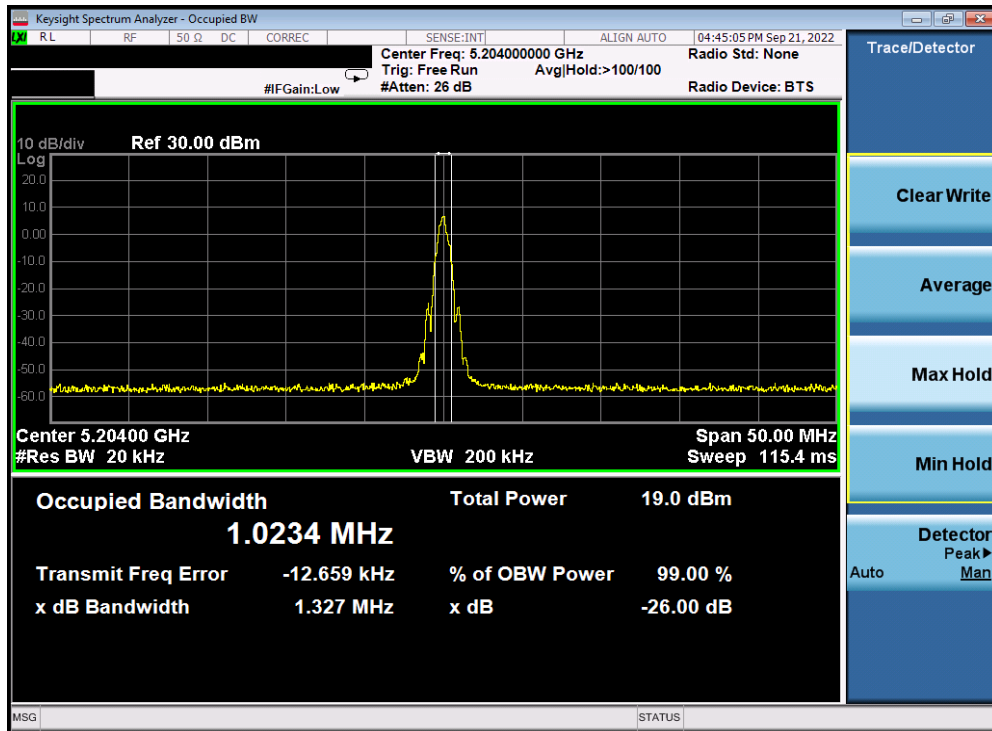 Keysight Spectrum Analyzer - Occupied BW
LXI RL RF 50 Ω DC CORREC SENSE:INT ALIGN AUTO 04:45:05 PM Sep 21, 2022
Center Freq: 5.204000000 GHz Radio Std: None
Trig: Free Run Avg|Hold:>100/100
#IFGain:Low #Atten: 26 dB Radio Device: BTS
10 dB/div Ref 30.00 dBm
Log
20.0
10.0
0.00
-10.0
-20.0
-30.0
-40.0
-50.0
-60.0
Center 5.20400 GHz Span 50.00 MHz
#Res BW 20 kHz VBW 200 kHz Sweep 115.4 ms
Occupied Bandwidth Total Power 19.0 dBm
1.0234 MHz
Transmit Freq Error -12.659 kHz % of OBW Power 99.00 %
x dB Bandwidth 1.327 MHz x dB -26.00 dB
MSG STATUS
Trace/Detector
Clear Write
Average
Max Hold
Min Hold
Detector
Peak▶
Auto Man